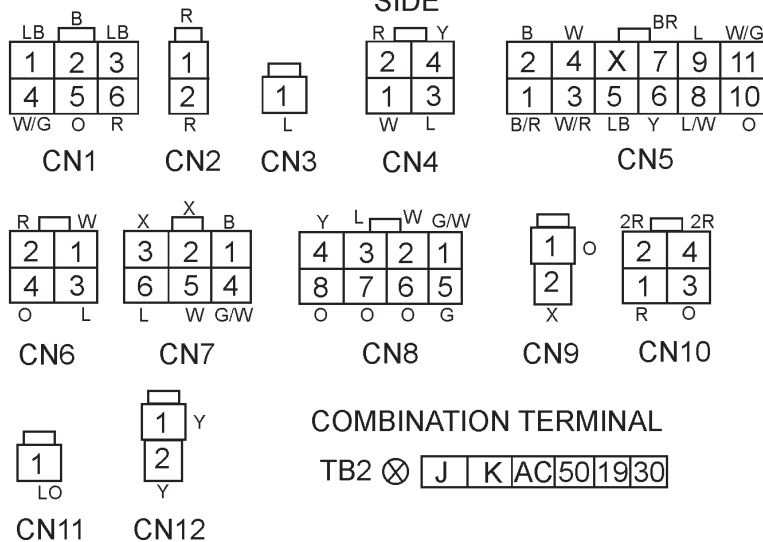 SIDE
LB B LB R R Y B W BR L W/G
1 2 3 1 2 4 2 4 X 7 9 11
4 5 6 2 1 1 3 1 3 5 6 8 10
W/G O R R L W L B/R W/R LB Y L/W O
CN1 CN2 CN3 CN4 CN5
R W X X B Y L W G/W 2R 2R
2 1 3 2 1 4 3 2 1 1 O 2 4
4 3 6 5 4 8 7 6 5 2 1 3
O L L W G/W O O O G X R O
CN6 CN7 CN8 CN9 CN10
1 1 Y COMBINATION TERMINAL
2 TB2 J K AC 50 19 30
LO Y
CN11 CN12